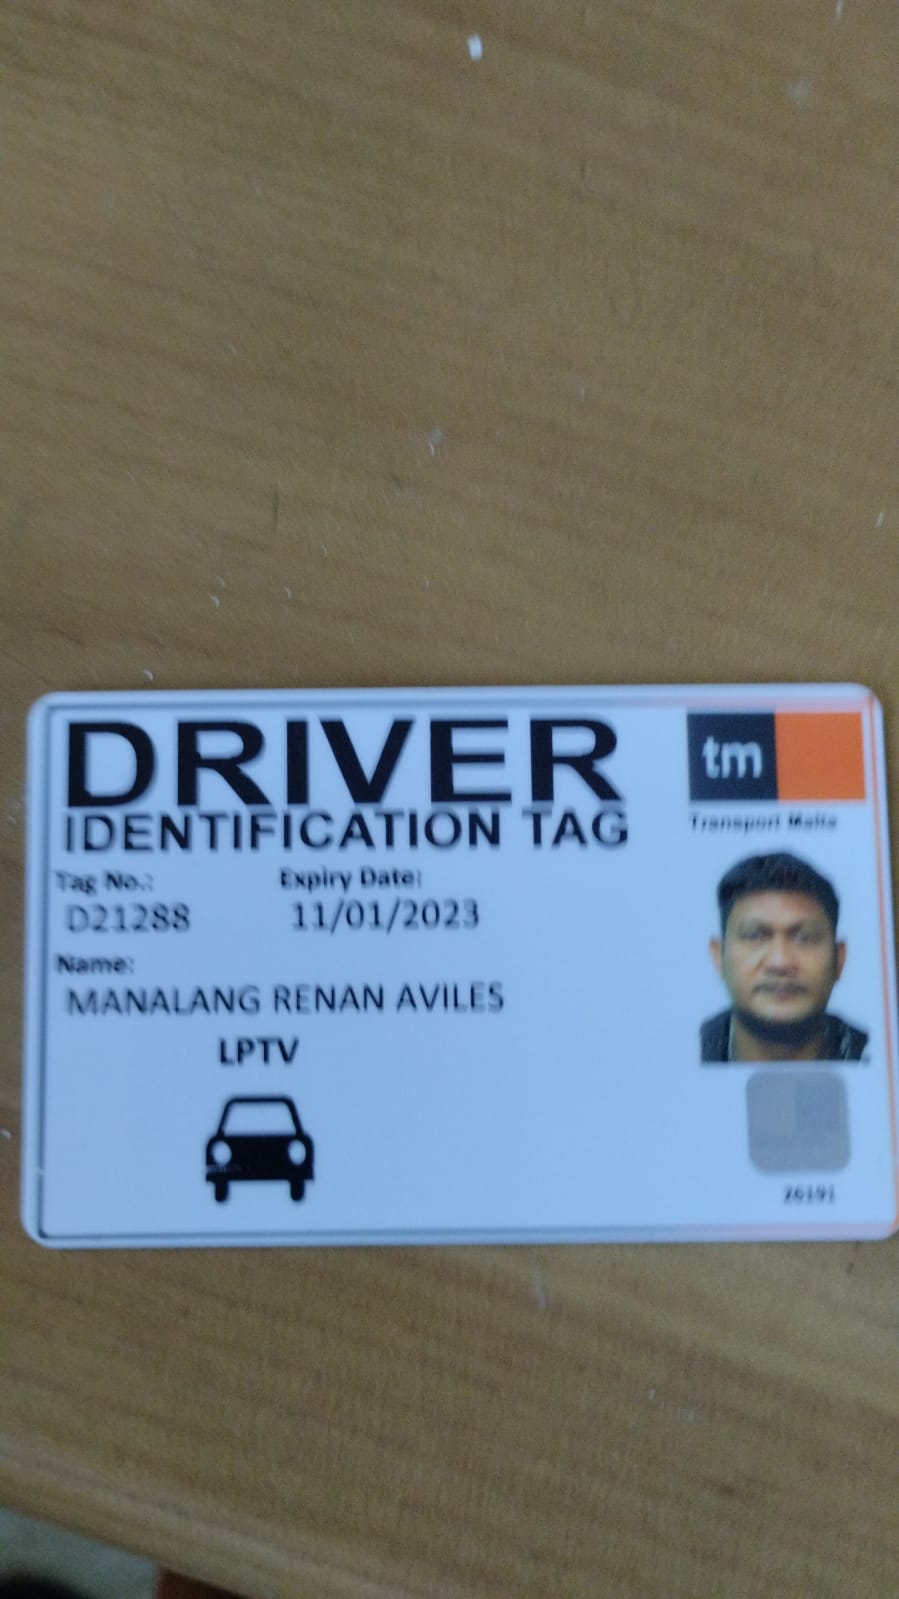 DRIVER
IDENTIFICATION TAG
tm
Transport Malta
Tag No.: Expiry Date:
D21288 11/01/2023
Name:
MANALANG RENAN AVILES
LPTV
26191